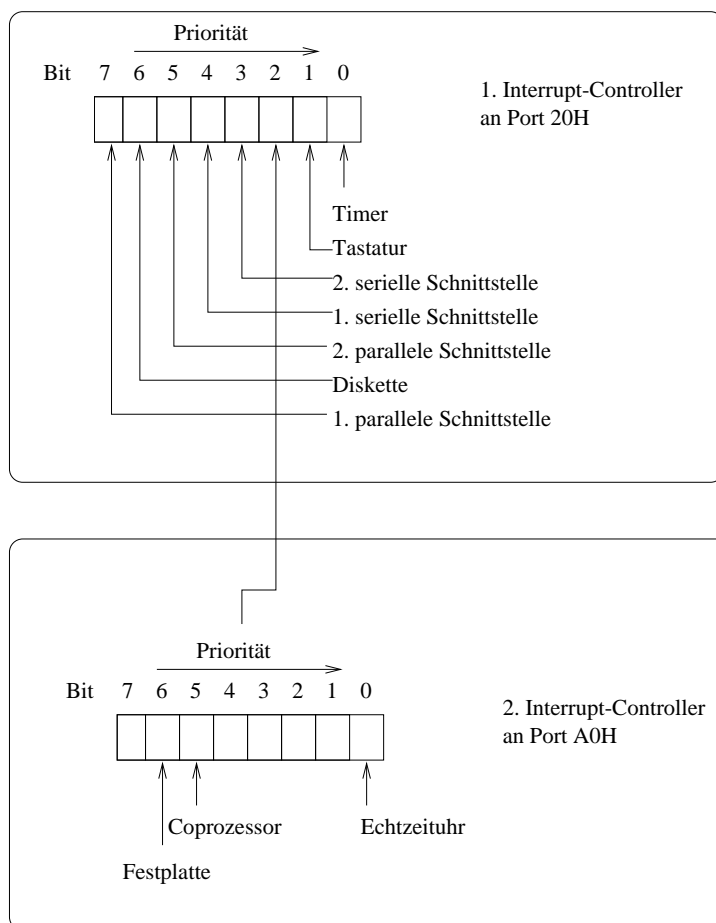 Priorität
Bit 7 6 5 4 3 2 1 0
1. Interrupt-Controller
an Port 20H
Timer
Tastatur
2. serielle Schnittstelle
1. serielle Schnittstelle
2. parallele Schnittstelle
Diskette
1. parallele Schnittstelle
Priorität
Bit 7 6 5 4 3 2 1 0
2. Interrupt-Controller
an Port A0H
Coprozessor Echtzeituhr
Festplatte